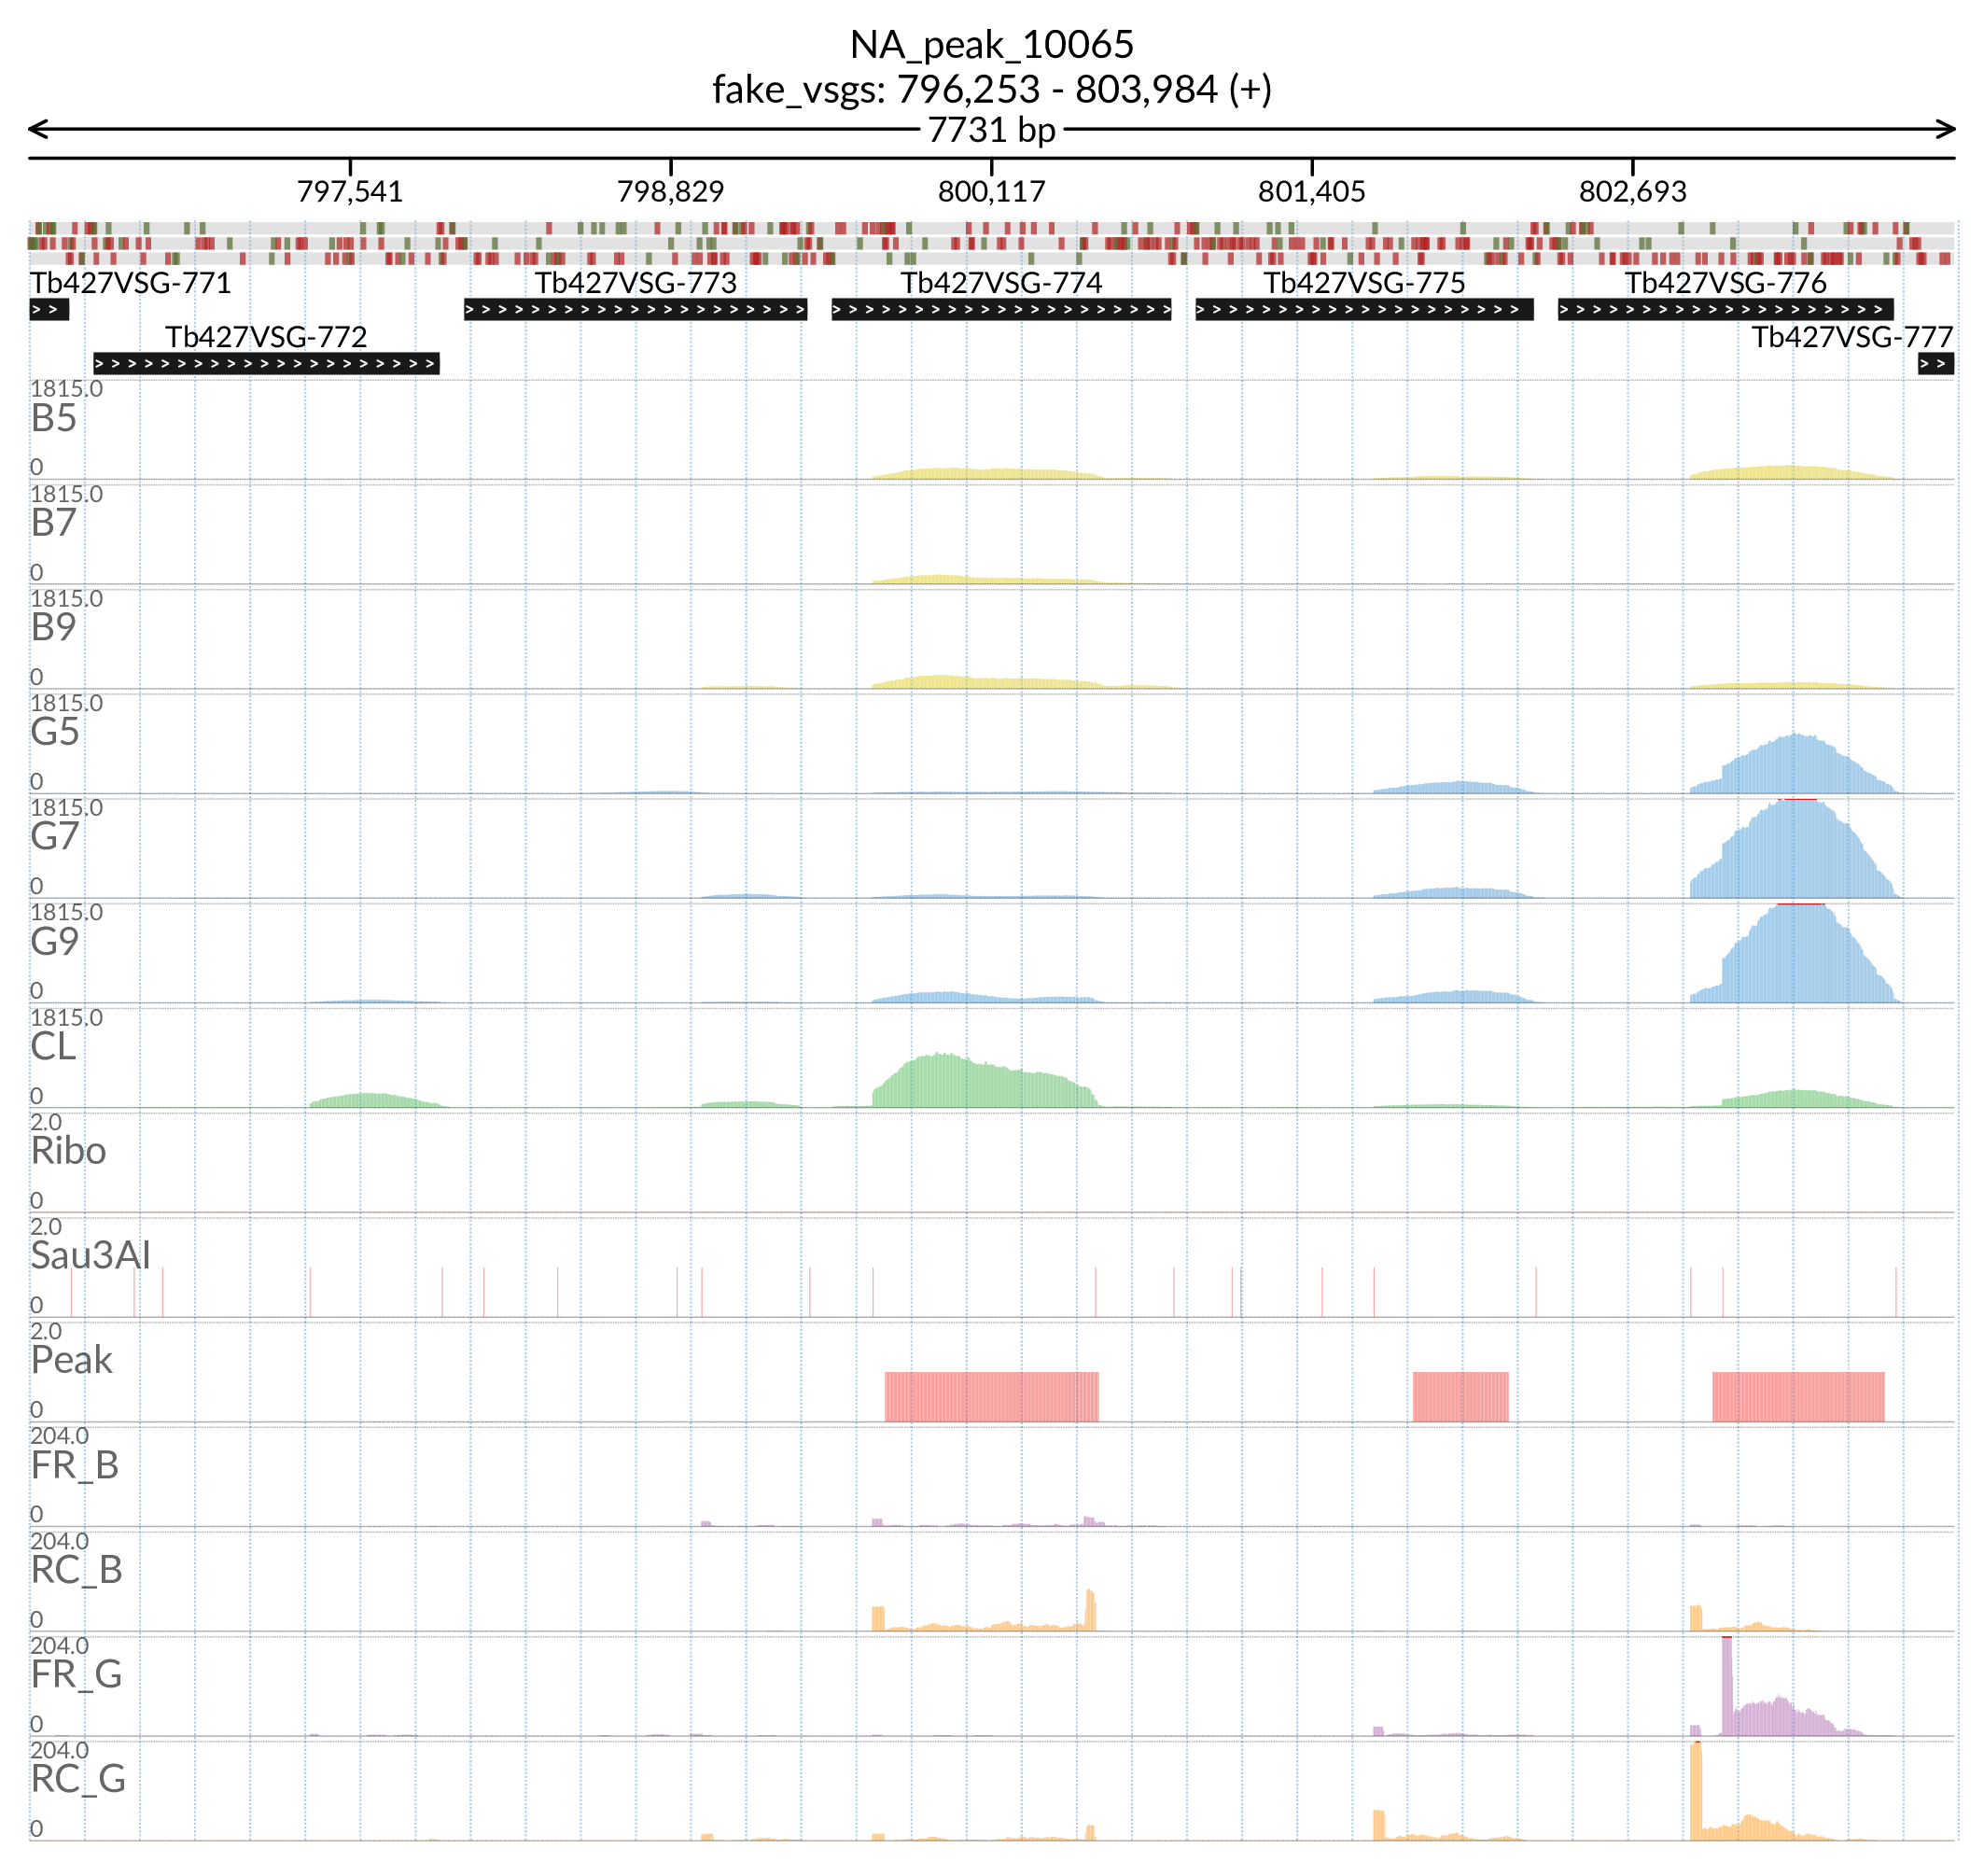 NA_peak_10065
fake_vsgs: 796,253 - 803,984 (+)
7731 bp
797,541 798,829 800,117 801,405 802,693
Tb427VSG-771 Tb427VSG-773 Tb427VSG-774 Tb427VSG-775 Tb427VSG-776
Tb427VSG-772 Tb427VSG-777
1815.0
B5
0
1815.0
B7
0
1815.0
B9
0
1815.0
G5
0
1815.0
G7
0
1815.0
G9
0
1815.0
CL
0
2.0
Ribo
0
2.0
Sau3AI
0
2.0
Peak
0
204.0
FR_B
0
204.0
RC_B
0
204.0
FR_G
0
204.0
RC_G
0